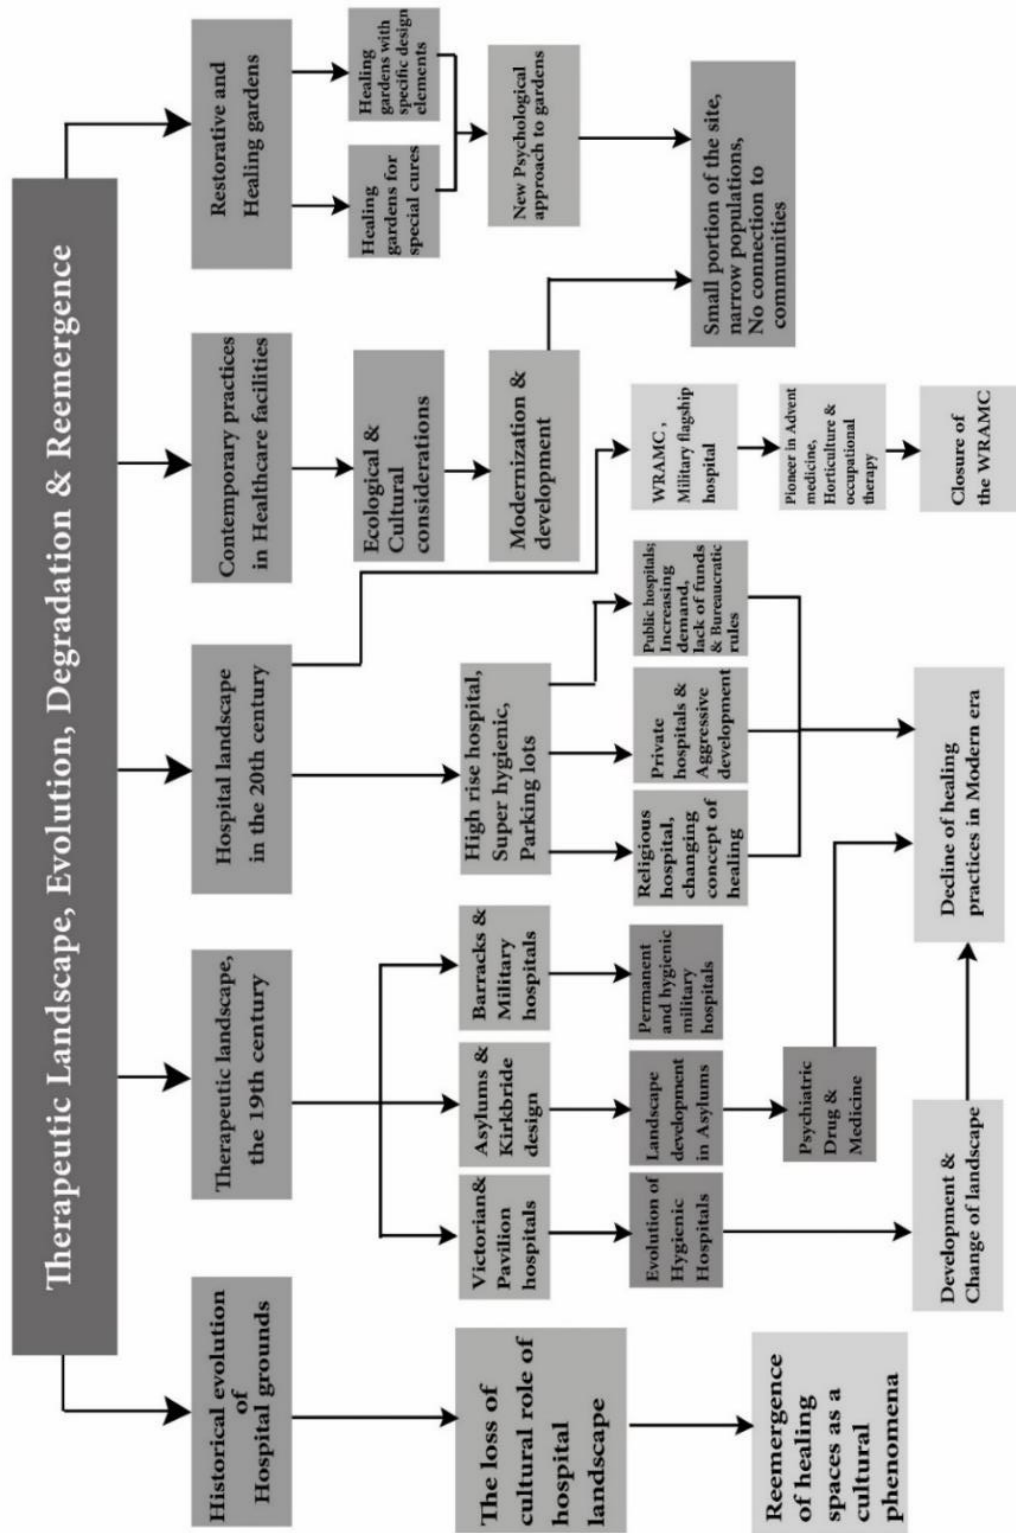 Therapeutic Landscape, Evolution, Degradation & Reemergence
Historical evolution
of
Hospital grounds
The loss of
cultural role of
hospital
landscape
Reemergence
of healing
spaces as a
cultural
phenomena
Therapeutic landscape,
the 19th century
Victorian&
Pavilion
hospitals
Evolution of
Hygienic
Hospitals
Development &
Change of landscape
Asylums &
Kirkbride
design
Landscape
development
in Asylums
Psychiatric
Drug &
Medicine
Barracks &
Military
hospitals
Permanent
and hygienic
military
hospitals
Hospital landscape
in the 20th century
High rise hospital,
Super hygienic,
Parking lots
Religious
hospital,
changing
concept of
healing
Private
hospitals &
Aggressive
development
Public hospitals;
Increasing
demand,
lack of funds
& Bureaucratic
rules
Decline of healing
practices in Modern era
WRAMC ,
Military flagship
hospital
Pioneer in Advent
medicine,
Horticulture &
occupational
therapy
Closure of
the WRAMC
Contemporary practices
in Healthcare facilities
Ecological &
Cultural
considerations
Modernization &
development
Restorative and
Healing gardens
Healing
gardens for
special cures
Healing
gardens with
specific design
elements
New Psychological
approach to gardens
Small portion of the site,
narrow populations,
No connection to
communities